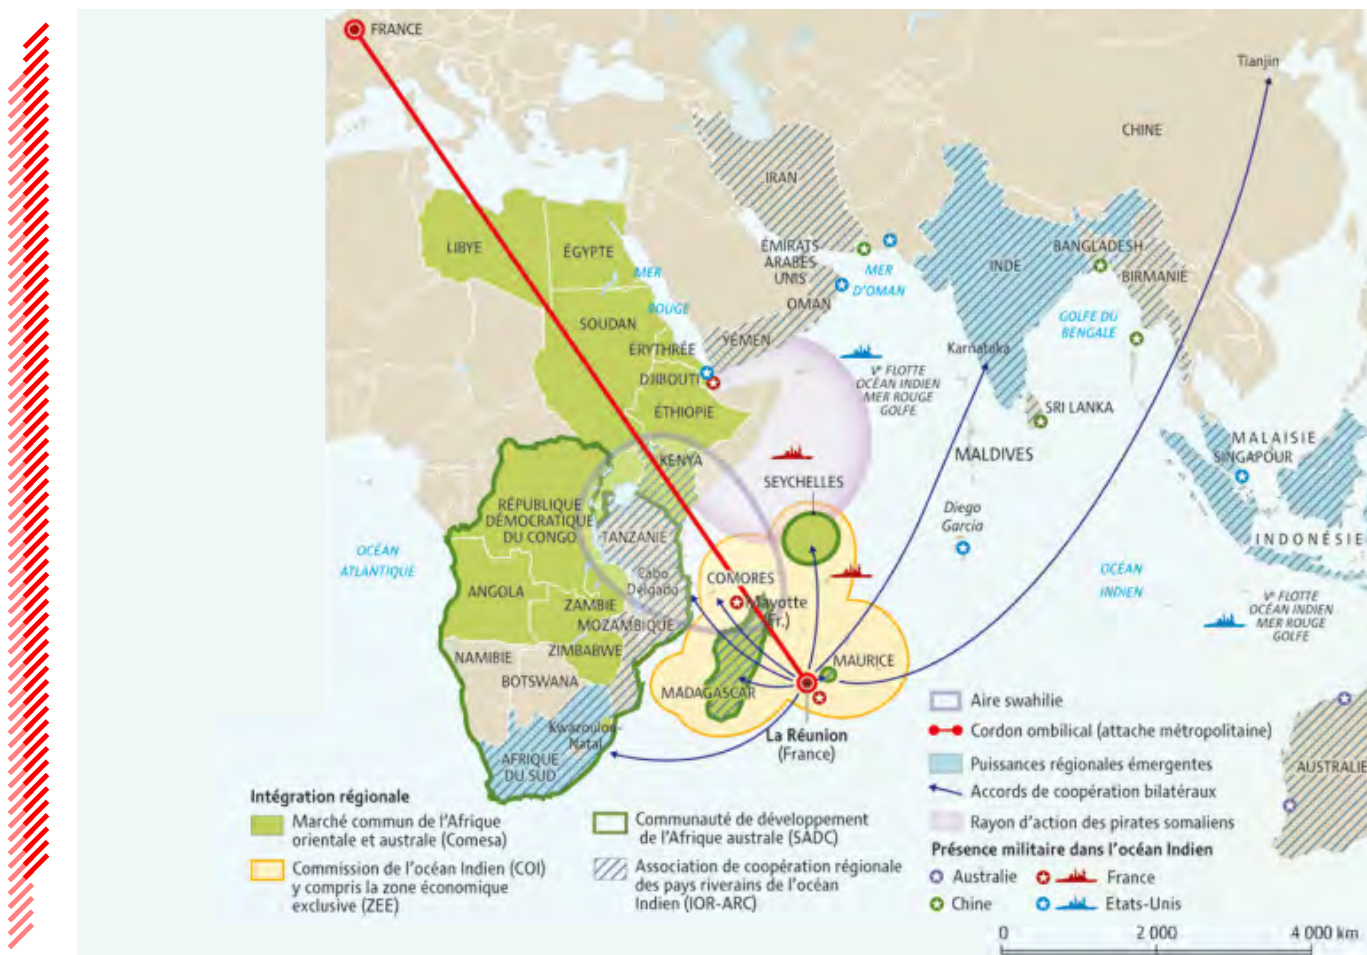 FRANCE
Tianjin
CHINE
IRAN
LIBYE
ÉGYPTE
ÉMIRATS
ARABES
UNIS
MER
D'OMAN
OMAN
INDE
BANGLADESH
BIRMANIE
MER
ROUGE
GOLFE DU
BENGALE
SOUDAN
ÉRYTHRÉE
YÉMEN
Karnataka
DJIBOUTI
Vᵉ FLOTTE
OCÉAN INDIEN
MER ROUGE
GOLFE
ÉTHIOPIE
SRI LANKA
MALDIVES
MALAISIE
SINGAPOUR
KENYA
SEYCHELLES
RÉPUBLIQUE
DÉMOCRATIQUE
DU CONGO
TANZANIE
Diego
Garcia
INDONÉSIE
OCÉAN
ATLANTIQUE
OCÉAN
INDIEN
COMORES
Cabo
Delgado
ANGOLA
ZAMBIE
Mayotte
(Fr.)
MOZAMBIQUE
Vᵉ FLOTTE
OCÉAN INDIEN
MER ROUGE
GOLFE
ZIMBABWE
NAMIBIE
BOTSWANA
MADAGASCAR
MAURICE
Kwazoulou-
Natal
La Réunion
(France)
AFRIQUE
DU SUD
AUSTRALIE
Intégration régionale
Marché commun de l'Afrique
orientale et australe (Comesa)
Commission de l'océan Indien (COI)
y compris la zone économique
exclusive (ZEE)
Communauté de développement
de l'Afrique australe (SADC)
Association de coopération régionale
des pays riverains de l'océan
Indien (IOR-ARC)
Aire swahilie
Cordon ombilical (attache métropolitaine)
Puissances régionales émergentes
Accords de coopération bilatéraux
Rayon d'action des pirates somaliens
Présence militaire dans l'océan Indien
Australie
France
Chine
Etats-Unis
0 2 000 4 000 km